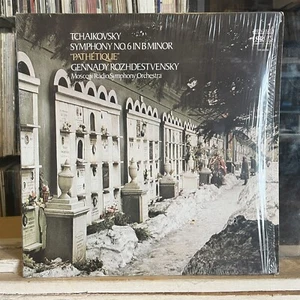 TCHAIKOVSKY
SYMPHONY NO. 6 IN B MINOR
"PATHÉTIQUE"
GENNADY ROZHDESTVENSKY
Moscow Radio Symphony Orchestra